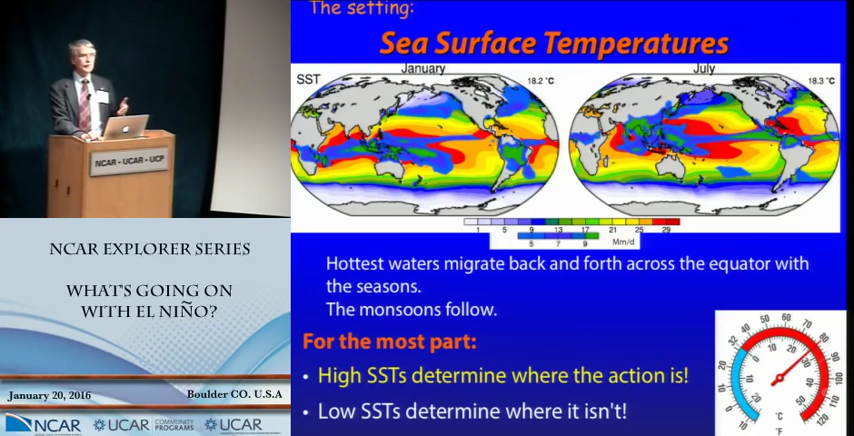 NCAR - UCAR - UCP
NCAR EXPLORER SERIES
WHAT'S GOING ON
WITH EL NIÑO?
January 20, 2016
Boulder CO. U.S.A
NCAR
UCAR
COMMUNITY
PROGRAMS
UCAR
The setting:
Sea Surface Temperatures
January
July
SST
18.2 °C
18.3 °C
1 5 9 13 17 21 25 29
5 7 9 Mm/d
Hottest waters migrate back and forth across the equator with
the seasons.
The monsoons follow.
For the most part:
• High SSTs determine where the action is!
• Low SSTs determine where it isn't!
°C
°F